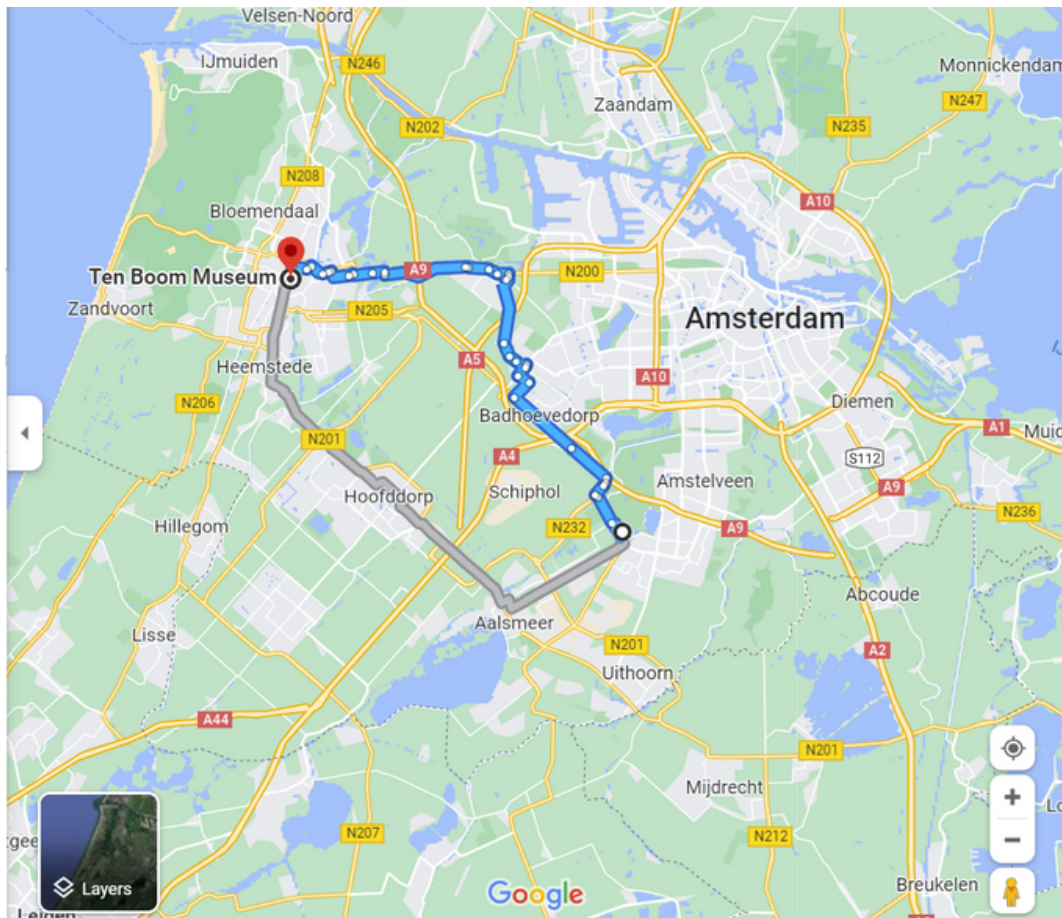 Velsen-Noord
IJmuiden
N246
Monnickendam
Zaandam
N247
N202
N235
N208
A10
Bloemendaal
A9
N200
Ten Boom Museum
Zandvoort
N205
Amsterdam
A5
Heemstede
A10
N206
Diemen
Badhoevedorp
A1
Muid
N201
A4
S112
Amstelveen
Schiphol
A9
Hoofddorp
N236
Hillegom
N232
A9
Abcoude
Aalsmeer
Lisse
N201
A2
Uithoorn
A44
N201
Mijdrecht
N207
N212
Layers
Google
Breukelen
Leiden